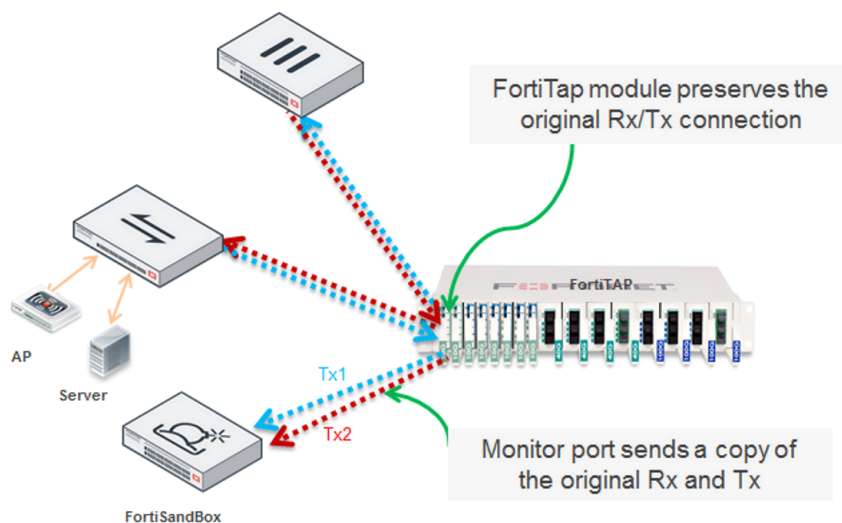 FortiTap module preserves the
original Rx/Tx connection
FORTINET
FortiTAP
AP
Server
Tx1
Tx2
Monitor port sends a copy of
the original Rx and Tx
FortiSandBox